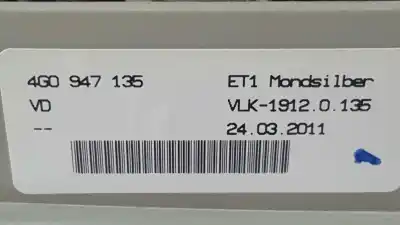 4G0 947 135 ET1 Mondsilber
VD VLK-1912.0.135
-- 24.03.2011